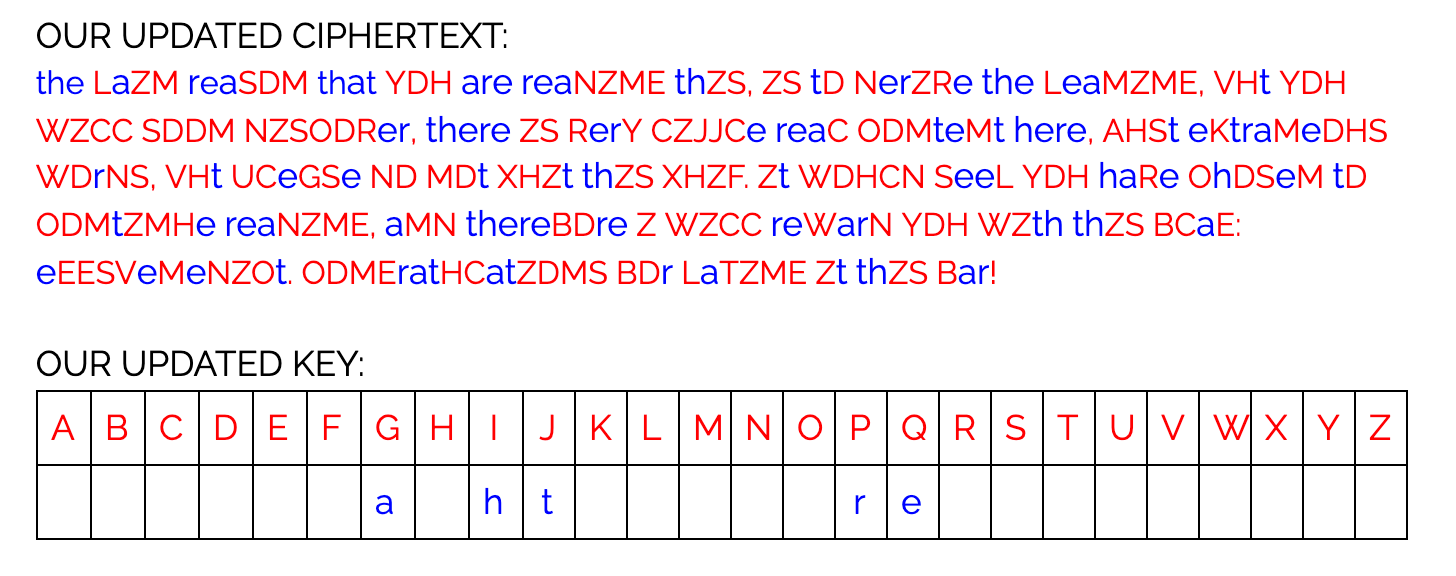 OUR UPDATED CIPHERTEXT:
the LaZM reaSDM that YDH are reaNZME thZS, ZS tD NerZRe the LeaMZME, VHt YDH
WZCC SDDM NZSODRer, there ZS RerY CZJJCe reaC ODMteMt here, AHSt eKtraMeDHS
WDrNS, VHt UCeGSe ND MDt XHZt thZS XHZF. Zt WDHCN SeeL YDH haRe OhDSeM tD
ODMtZMHe reaNZME, aMN thereBDre Z WZCC reWarN YDH WZth thZS BCaE:
eEESVeMeNZOt. ODMEratHCatZDMS BDr LaTZME Zt thZS Bar!
OUR UPDATED KEY:
A B C D E F G H I J K L M N O P Q R S T U V W X Y Z
a h t r e